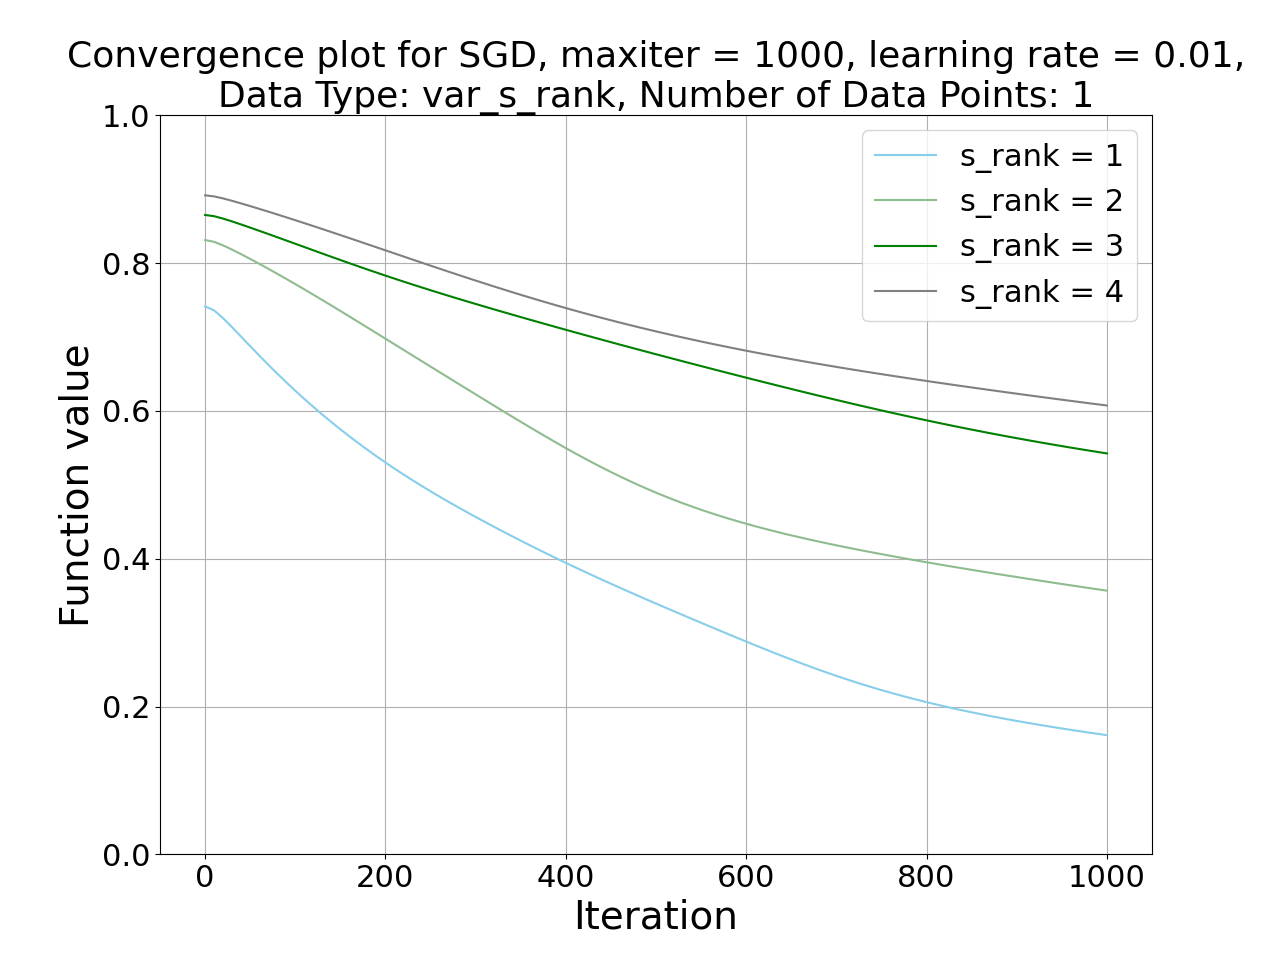 Convergence plot for SGD, maxiter = 1000, learning rate = 0.01,
Data Type: var_s_rank, Number of Data Points: 1
1.0
0.8
0.6
0.4
0.2
0.0
Function value
s_rank = 1
s_rank = 2
s_rank = 3
s_rank = 4
0 200 400 600 800 1000
Iteration